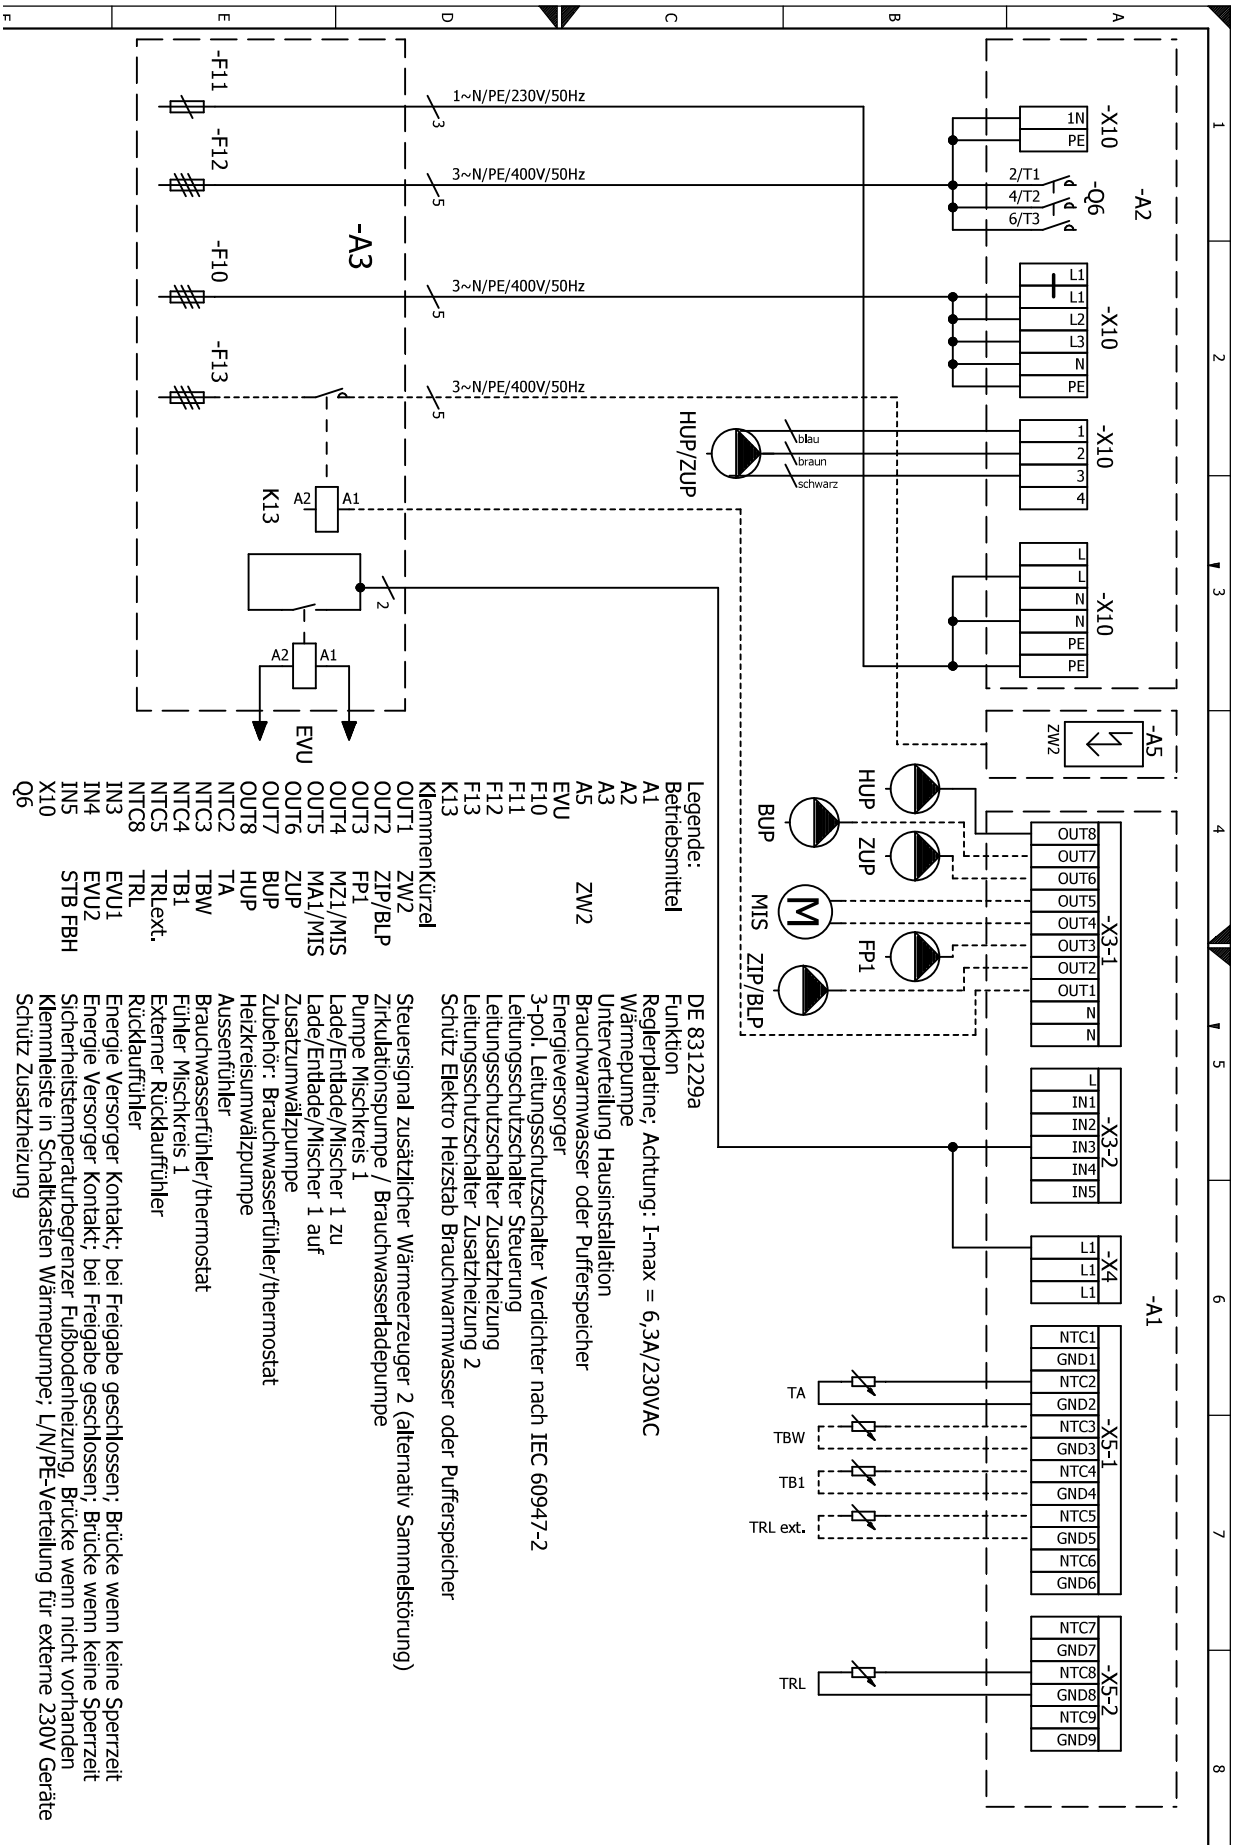 A
B
C
D
E
F
1
2
3
4
5
6
7
8
-A2
-X10
1N
PE
-Q6
2/T1
4/T2
6/T3
-X10
L1
L1
L2
L3
N
PE
-X10
1
2
3
4
-X10
L
L
N
N
PE
PE
-A5
ZW2
-A1
-X3-1
OUT8
OUT7
OUT6
OUT5
OUT4
OUT3
OUT2
OUT1
N
N
-X3-2
L
IN1
IN2
IN3
IN4
IN5
-X4
L1
L1
L1
-X5-1
NTC1
GND1
NTC2
GND2
NTC3
GND3
NTC4
GND4
NTC5
GND5
NTC6
GND6
-X5-2
NTC7
GND7
NTC8
GND8
NTC9
GND9
HUP
BUP
ZUP
M
MIS
FP1
ZIP/BLP
TA
TBW
TB1
TRL ext.
TRL
HUP/ZUP
blau
braun
schwarz
1~N/PE/230V/50Hz
3
3~N/PE/400V/50Hz
5
3~N/PE/400V/50Hz
5
3~N/PE/400V/50Hz
5
2
-A3
-F11
-F12
-F10
-F13
K13
A2
A1
A2
A1
EVU
Legende: DE 831229a
Betriebsmittel Funktion
A1 Reglerplatine; Achtung: I-max = 6,3A/230VAC
A2 Wärmepumpe
A3 Unterverteilung Hausinstallation
A5 ZW2 Brauchwarmwasser oder Pufferspeicher
EVU Energieversorger
F10 3-pol. Leitungsschutzschalter Verdichter nach IEC 60947-2
F11 Leitungsschutzschalter Steuerung
F12 Leitungsschutzschalter Zusatzheizung
F13 Leitungsschutzschalter Zusatzheizung 2
K13 Schütz Elektro Heizstab Brauchwarmwasser oder Pufferspeicher
Klemmen Kürzel
OUT1 ZW2 Steuersignal zusätzlicher Wärmeerzeuger 2 (alternativ Sammelstörung)
OUT2 ZIP/BLP Zirkulationspumpe / Brauchwasserladepumpe
OUT3 FP1 Pumpe Mischkreis 1
OUT4 MZ1/MIS Lade/Entlade/Mischer 1 zu
OUT5 MA1/MIS Lade/Entlade/Mischer 1 auf
OUT6 ZUP Zusatzumwälzpumpe
OUT7 BUP Zubehör: Brauchwasserfühler/thermostat
OUT8 HUP Heizkreisumwälzpumpe
NTC2 TA Aussenfühler
NTC3 TBW Brauchwasserfühler/thermostat
NTC4 TB1 Fühler Mischkreis 1
NTC5 TRLext. Externer Rücklauffühler
NTC8 TRL Rücklauffühler
IN3 EVU1 Energie Versorger Kontakt; bei Freigabe geschlossen; Brücke wenn keine Sperrzeit
IN4 EVU2 Energie Versorger Kontakt; bei Freigabe geschlossen; Brücke wenn keine Sperrzeit
IN5 STB FBH Sicherheitstemperaturbegrenzer Fußbodenheizung, Brücke wenn nicht vorhanden
X10 Klemmleiste in Schaltkasten Wärmepumpe; L/N/PE-Verteilung für externe 230V Geräte
Q6 Schütz Zusatzheizung